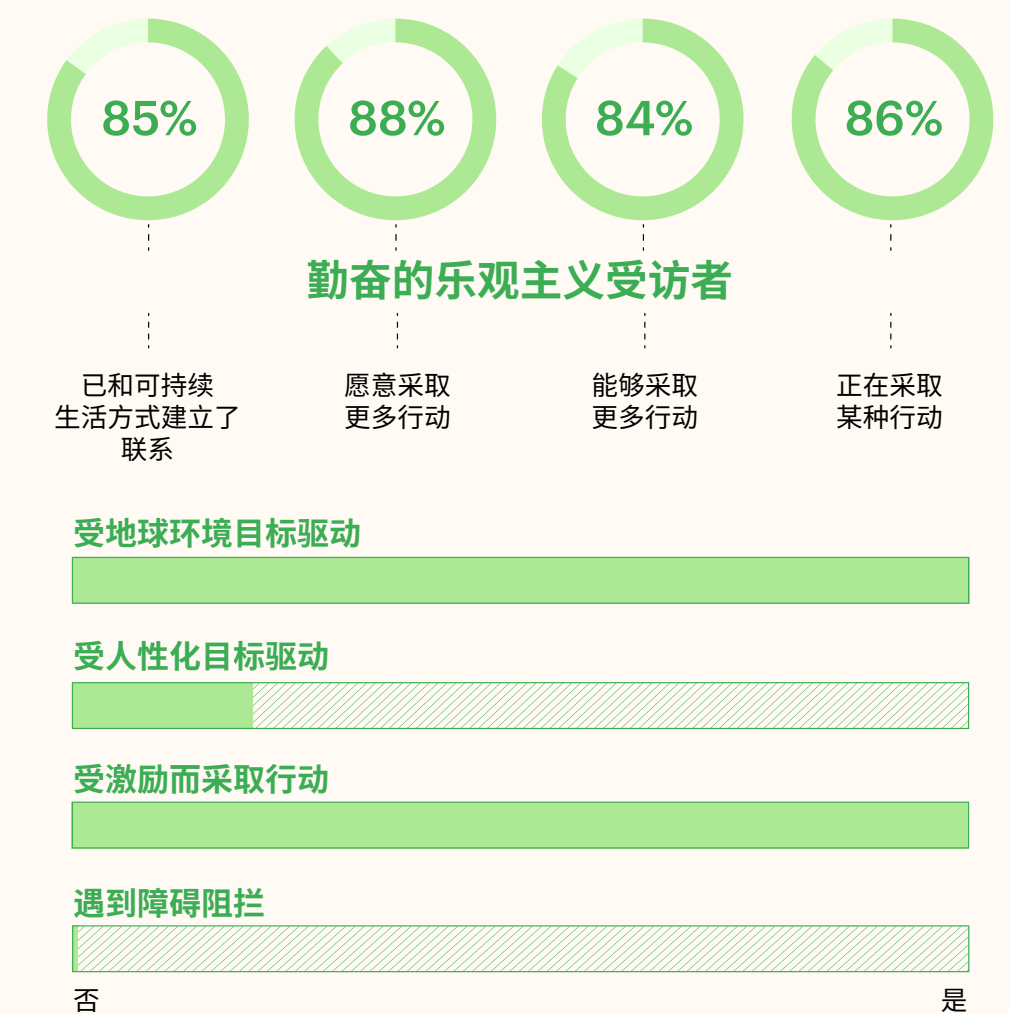 85%
88%
84%
86%
勤奋的乐观主义受访者
已和可持续
生活方式建立了
联系
愿意采取
更多行动
能够采取
更多行动
正在采取
某种行动
受地球环境目标驱动
受人性化目标驱动
受激励而采取行动
遇到障碍阻拦
否
是